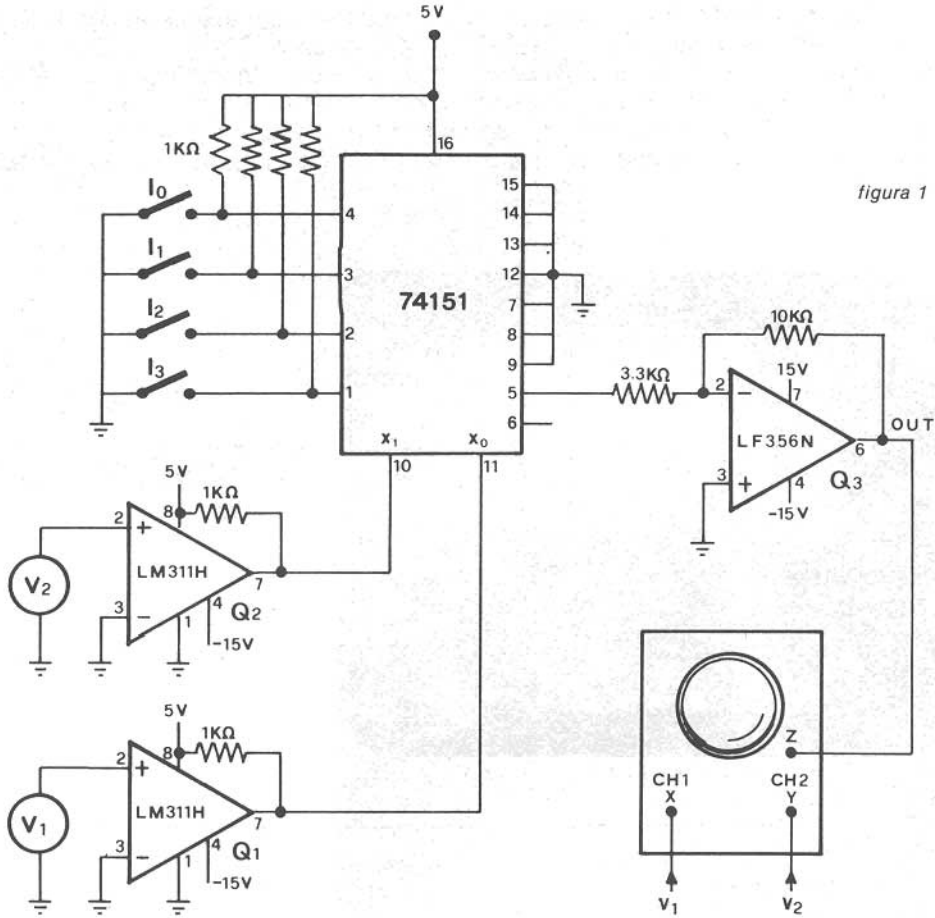 5V
1KΩ
16
I0
4
15
14
figura 1
I1
3
13
12
74151
7
I2
2
8
9
10KΩ
I3
1
5
3.3KΩ
2
−
15V
7
6
LF356N
OUT
6
X1
X0
3
+
4
Q3
-15V
10
11
5V
1KΩ
8
2
+
V2
LM311H
7
3
−
1
4
Q2
-15V
5V
1KΩ
8
2
+
V1
LM311H
7
3
−
1
4
Q1
-15V
Z
CH1
X
CH2
Y
V1
V2